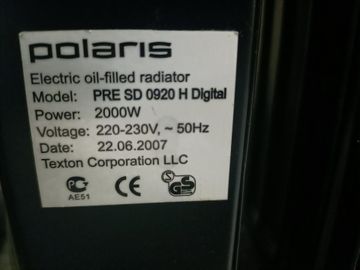 polaris
Electric oil-filled radiator
Model: PRE SD 0920 H Digital
Power: 2000W
Voltage: 220-230V, ~ 50Hz
Date: 22.06.2007
Texton Corporation LLC
AE51
CE
GS